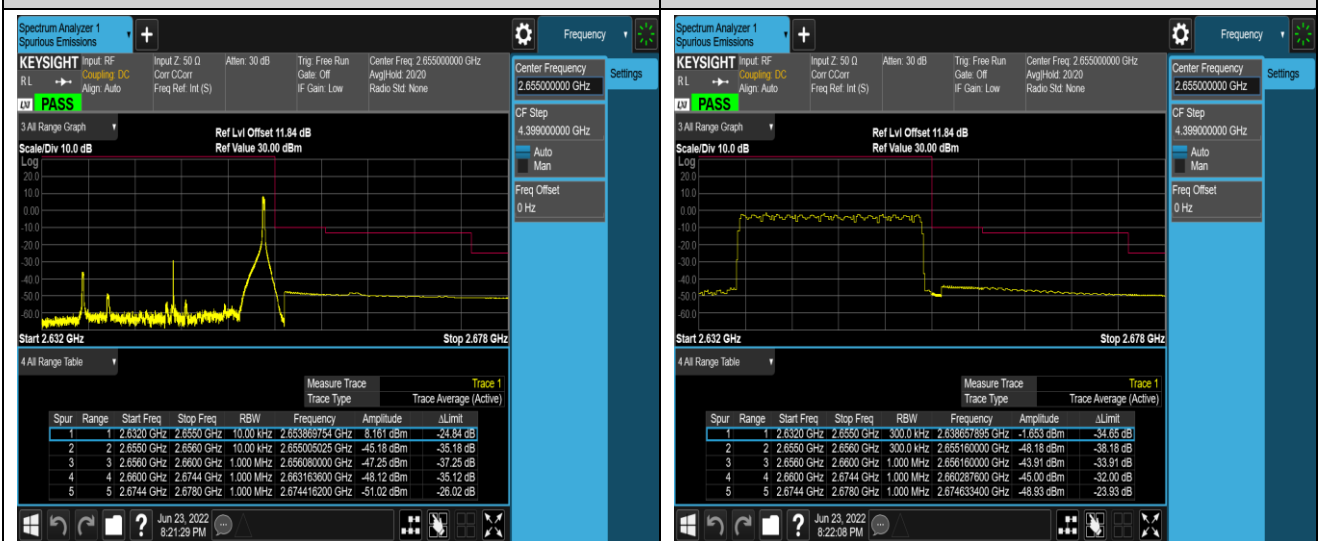 Spectrum Analyzer 1
Spurious Emissions
+
Frequency
KEYSIGHT Input: RF Input Z: 50 Ω Atten: 30 dB Trig: Free Run Center Freq: 2.655000000 GHz
RL Coupling: DC Corr CCorr Gate: Off Avg|Hold: 20/20
Align: Auto Freq Ref: Int (S) IF Gain: Low Radio Std: None
LXI PASS
Center Frequency
2.655000000 GHz
Settings
CF Step
4.399000000 GHz
Auto
Man
Freq Offset
0 Hz
3 All Range Graph
Ref Lvl Offset 11.84 dB
Scale/Div 10.0 dB Ref Value 30.00 dBm
Log
20.0
10.0
0.00
-10.0
-20.0
-30.0
-40.0
-50.0
-60.0
Start 2.632 GHz Stop 2.678 GHz
4 All Range Table
Measure Trace Trace 1
Trace Type Trace Average (Active)
Spur Range Start Freq Stop Freq RBW Frequency Amplitude ΔLimit
1 1 2.6320 GHz 2.6550 GHz 10.00 kHz 2.653869754 GHz 8.161 dBm -24.84 dB
2 2 2.6550 GHz 2.6560 GHz 10.00 kHz 2.655005025 GHz -45.18 dBm -35.18 dB
3 3 2.6560 GHz 2.6600 GHz 1.000 MHz 2.656080000 GHz -47.25 dBm -37.25 dB
4 4 2.6600 GHz 2.6744 GHz 1.000 MHz 2.663163600 GHz -48.12 dBm -35.12 dB
5 5 2.6744 GHz 2.6780 GHz 1.000 MHz 2.674416200 GHz -51.02 dBm -26.02 dB
? Jun 23, 2022
8:21:29 PM
Spectrum Analyzer 1
Spurious Emissions
+
Frequency
KEYSIGHT Input: RF Input Z: 50 Ω Atten: 30 dB Trig: Free Run Center Freq: 2.655000000 GHz
RL Coupling: DC Corr CCorr Gate: Off Avg|Hold: 20/20
Align: Auto Freq Ref: Int (S) IF Gain: Low Radio Std: None
LXI PASS
Center Frequency
2.655000000 GHz
Settings
CF Step
4.399000000 GHz
Auto
Man
Freq Offset
0 Hz
3 All Range Graph
Ref Lvl Offset 11.84 dB
Scale/Div 10.0 dB Ref Value 30.00 dBm
Log
20.0
10.0
0.00
-10.0
-20.0
-30.0
-40.0
-50.0
-60.0
Start 2.632 GHz Stop 2.678 GHz
4 All Range Table
Measure Trace Trace 1
Trace Type Trace Average (Active)
Spur Range Start Freq Stop Freq RBW Frequency Amplitude ΔLimit
1 1 2.6320 GHz 2.6550 GHz 300.0 kHz 2.638657895 GHz -1.653 dBm -34.65 dB
2 2 2.6550 GHz 2.6560 GHz 300.0 kHz 2.655160000 GHz -48.18 dBm -38.18 dB
3 3 2.6560 GHz 2.6600 GHz 1.000 MHz 2.656160000 GHz -43.91 dBm -33.91 dB
4 4 2.6600 GHz 2.6744 GHz 1.000 MHz 2.660287600 GHz -45.00 dBm -32.00 dB
5 5 2.6744 GHz 2.6780 GHz 1.000 MHz 2.674633400 GHz -48.93 dBm -23.93 dB
? Jun 23, 2022
8:22:08 PM